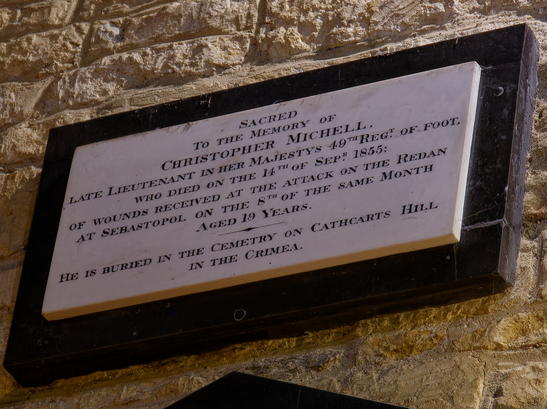 SACRED
TO THE MEMORY OF
CHRISTOPHER MICHELL,
LATE LIEUTENANT IN HER MAJESTYS 49TH REGT. OF FOOT,
WHO DIED ON THE 14TH OF SEPR. 1855:
OF WOUNDS RECEIVED AT THE ATTACK ON THE REDAN
AT SEBASTOPOL ON THE 8TH OF THE SAME MONTH
AGED 19 YEARS.
HE IS BURIED IN THE CEMETRY ON CATHCARTS HILL
IN THE CRIMEA.